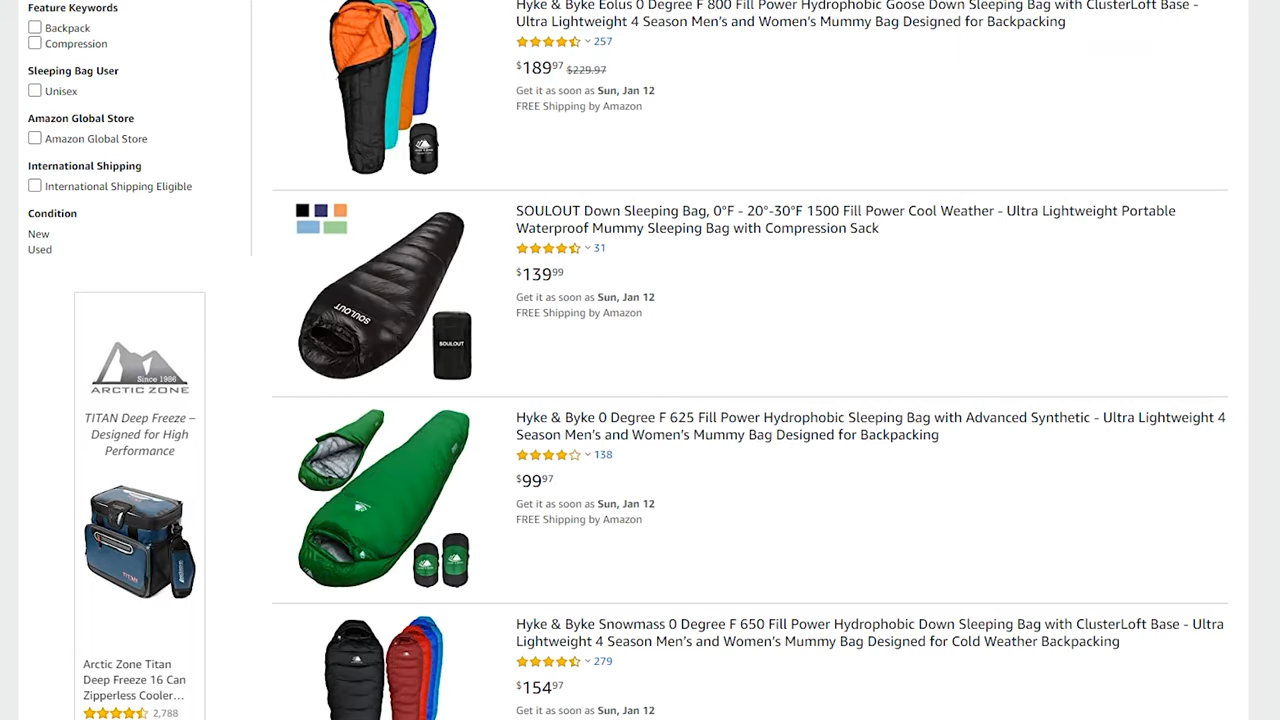 Feature Keywords
Backpack
Compression
Sleeping Bag User
Unisex
Amazon Global Store
Amazon Global Store
International Shipping
International Shipping Eligible
Condition
New
Used
Since 1986
ARCTIC ZONE
TITAN Deep Freeze –
Designed for High
Performance
Arctic Zone Titan
Deep Freeze 16 Can
Zipperless Cooler…
2,788
Hyke & Byke Eolus 0 Degree F 800 Fill Power Hydrophobic Goose Down Sleeping Bag with ClusterLoft Base -
Ultra Lightweight 4 Season Men's and Women's Mummy Bag Designed for Backpacking
257
$18997 $229.97
Get it as soon as Sun, Jan 12
FREE Shipping by Amazon
SOULOUT
SOULOUT
SOULOUT Down Sleeping Bag, 0°F - 20°-30°F 1500 Fill Power Cool Weather - Ultra Lightweight Portable
Waterproof Mummy Sleeping Bag with Compression Sack
31
$13999
Get it as soon as Sun, Jan 12
FREE Shipping by Amazon
Hyke & Byke 0 Degree F 625 Fill Power Hydrophobic Sleeping Bag with Advanced Synthetic - Ultra Lightweight 4
Season Men's and Women's Mummy Bag Designed for Backpacking
138
$9997
Get it as soon as Sun, Jan 12
FREE Shipping by Amazon
Hyke & Byke Snowmass 0 Degree F 650 Fill Power Hydrophobic Down Sleeping Bag with ClusterLoft Base - Ultra
Lightweight 4 Season Men's and Women's Mummy Bag Designed for Cold Weather Backpacking
279
$15497
Get it as soon as Sun, Jan 12